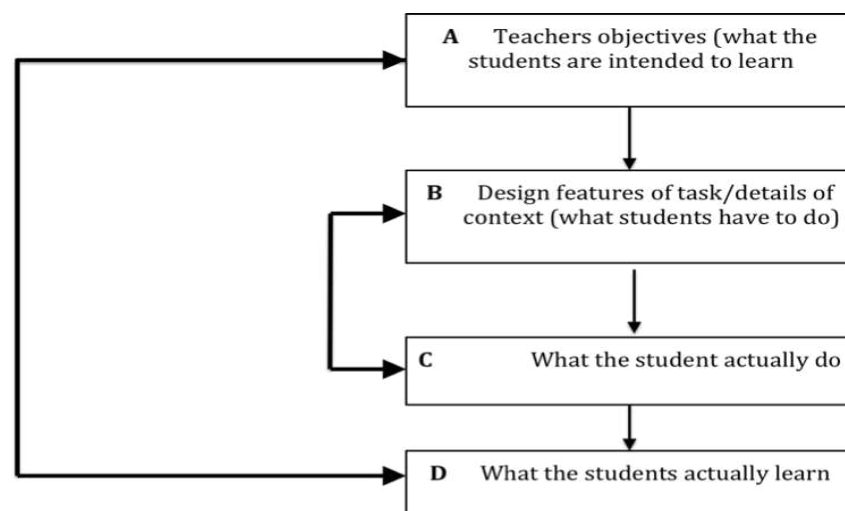 A Teachers objectives (what the
students are intended to learn
B Design features of task/details of
context (what students have to do)
C What the student actually do
D What the students actually learn